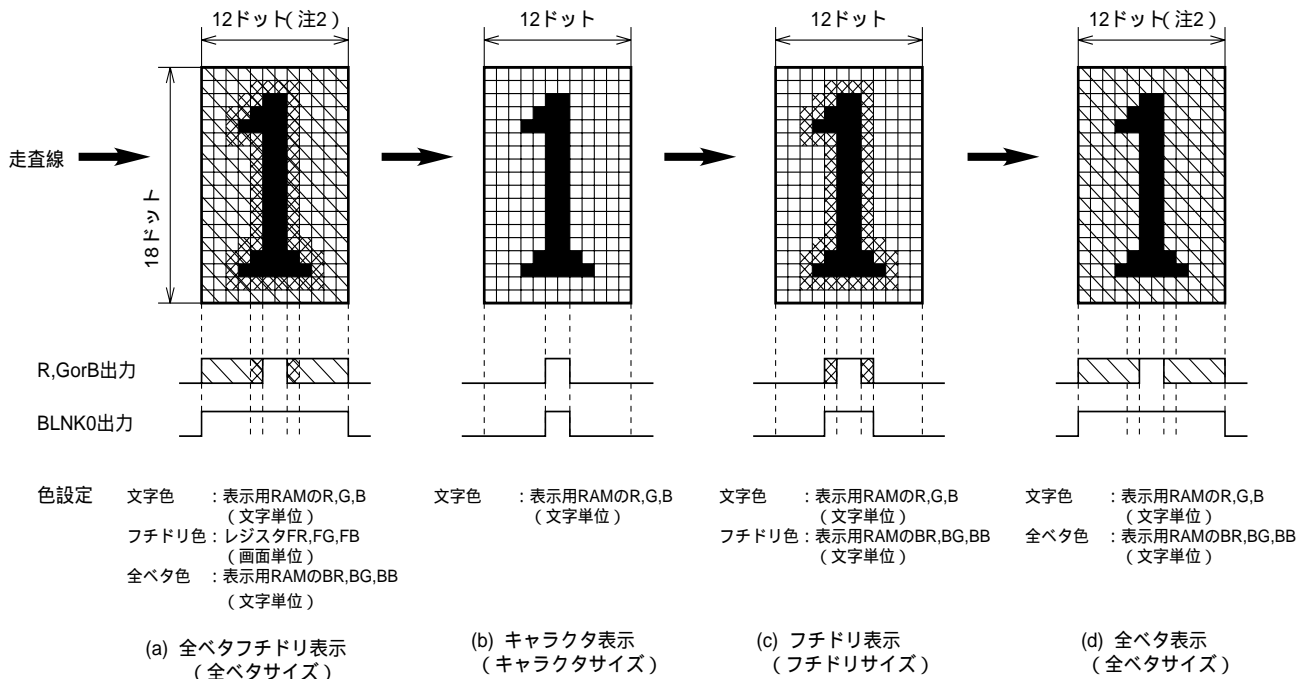 12ドット(注2)
12ドット
12ドット
12ドット(注2)
走査線
18ドット
R,GorB出力
BLNK0出力
色設定
文字色 :表示用RAMのR,G,B
(文字単位)
フチドリ色:レジスタFR,FG,FB
(画面単位)
全ベタ色 :表示用RAMのBR,BG,BB
(文字単位)
文字色 :表示用RAMのR,G,B
(文字単位)
文字色 :表示用RAMのR,G,B
(文字単位)
フチドリ色:表示用RAMのBR,BG,BB
(文字単位)
文字色 :表示用RAMのR,G,B
(文字単位)
全ベタ色 :表示用RAMのBR,BG,BB
(文字単位)
(a) 全ベタフチドリ表示
(全ベタサイズ)
(b) キャラクタ表示
(キャラクタサイズ)
(c) フチドリ表示
(フチドリサイズ)
(d) 全ベタ表示
(全ベタサイズ)